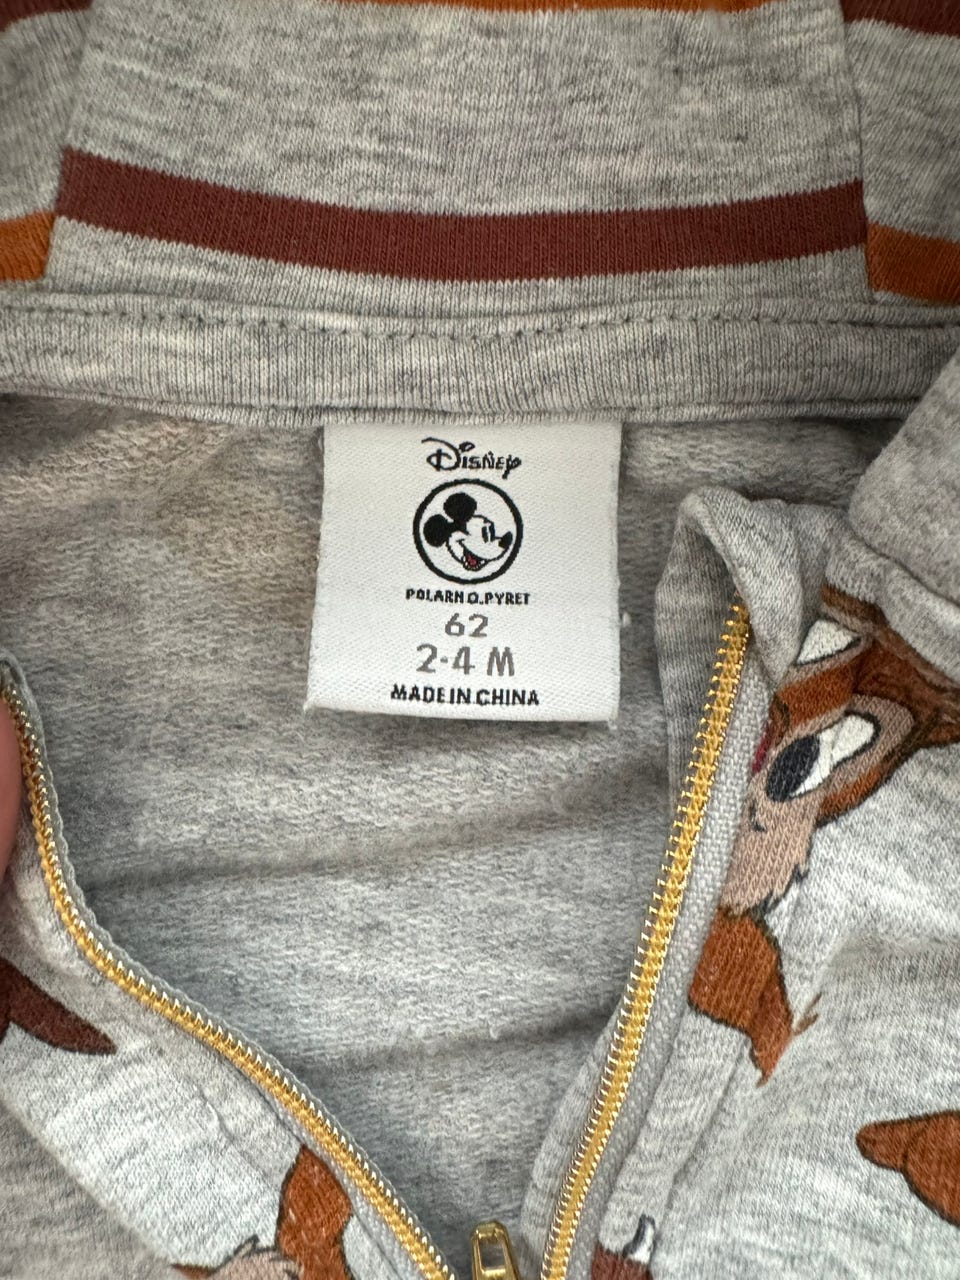 Disney
POLARN O. PYRET
62
2-4 M
MADE IN CHINA